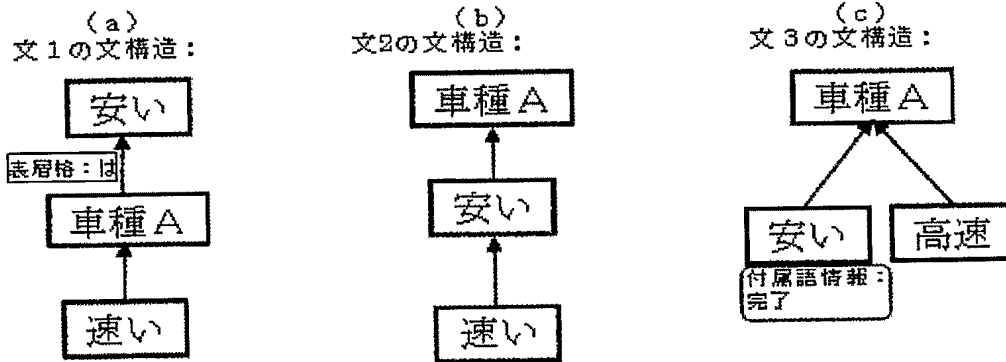 （a）
文１の文構造：
安い
表層格：は
車種Ａ
速い
（b）
文2の文構造：
車種Ａ
安い
速い
（c）
文３の文構造：
車種Ａ
安い
高速
付属語情報：
完了